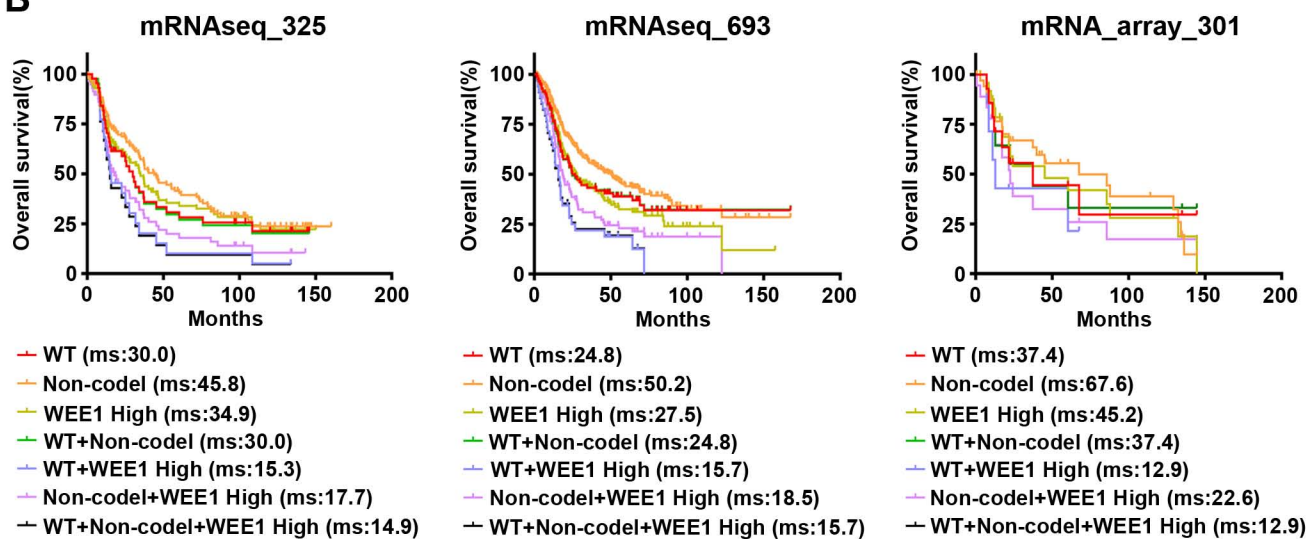 B
mRNAseq_325
mRNAseq_693
mRNA_array_301
Overall survival(%)
100
75
50
25
0
0 50 100 150 200
Months
Overall survival(%)
100
75
50
25
0
0 50 100 150 200
Months
Overall survival(%)
100
75
50
25
0
0 50 100 150 200
Months
WT (ms:30.0)
Non-codel (ms:45.8)
WEE1 High (ms:34.9)
WT+Non-codel (ms:30.0)
WT+WEE1 High (ms:15.3)
Non-codel+WEE1 High (ms:17.7)
WT+Non-codel+WEE1 High (ms:14.9)
WT (ms:24.8)
Non-codel (ms:50.2)
WEE1 High (ms:27.5)
WT+Non-codel (ms:24.8)
WT+WEE1 High (ms:15.7)
Non-codel+WEE1 High (ms:18.5)
WT+Non-codel+WEE1 High (ms:15.7)
WT (ms:37.4)
Non-codel (ms:67.6)
WEE1 High (ms:45.2)
WT+Non-codel (ms:37.4)
WT+WEE1 High (ms:12.9)
Non-codel+WEE1 High (ms:22.6)
WT+Non-codel+WEE1 High (ms:12.9)